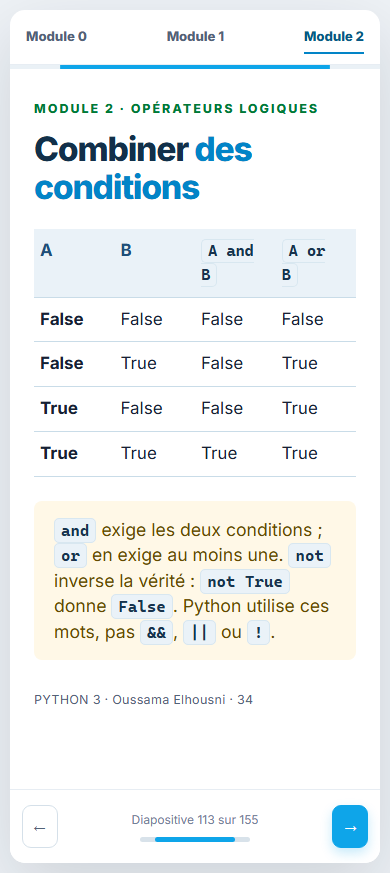 Module 0 Module 1 Module 2
MODULE 2 · OPÉRATEURS LOGIQUES
Combiner des
conditions
A B A and B A or B
False False False False
False True False True
True False False True
True True True True
and exige les deux conditions ;
or en exige au moins une. not
inverse la vérité : not True
donne False. Python utilise ces
mots, pas &&, || ou !.
PYTHON 3 · Oussama Elhousni · 34
← Diapositive 113 sur 155 →